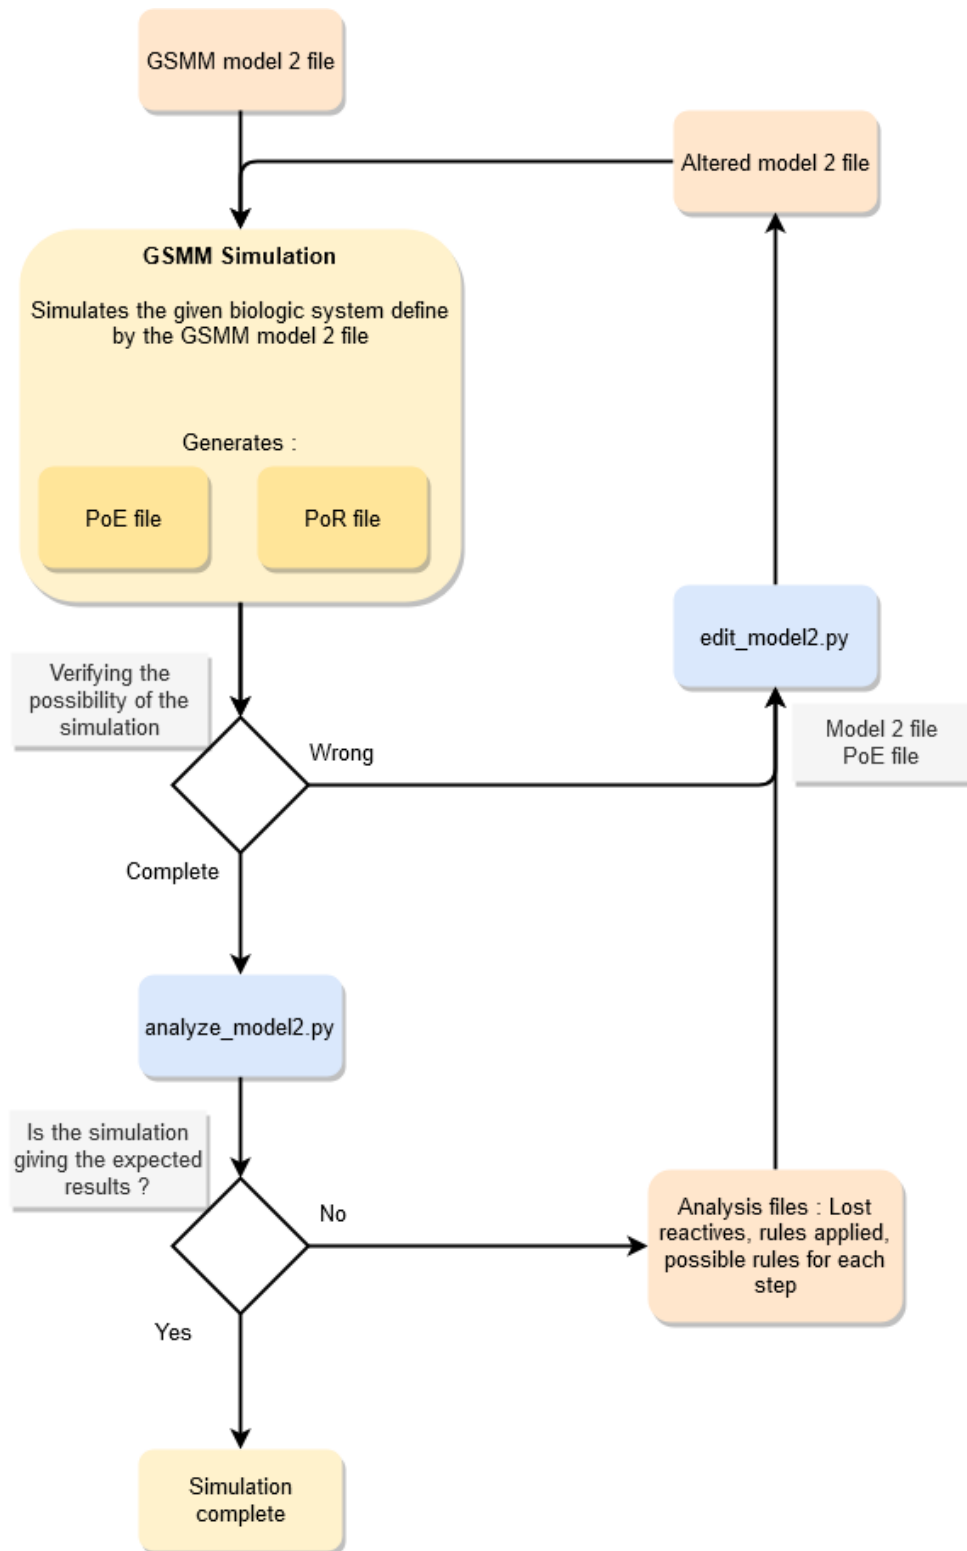 GSMM model 2 file
Altered model 2 file
GSMM Simulation
Simulates the given biologic system define
by the GSMM model 2 file
Generates :
PoE file
PoR file
edit_model2.py
Verifying the
possibility of the
simulation
Model 2 file
PoE file
Wrong
Complete
analyze_model2.py
Is the simulation
giving the expected
results ?
No
Analysis files : Lost
reactives, rules applied,
possible rules for each
step
Yes
Simulation
complete